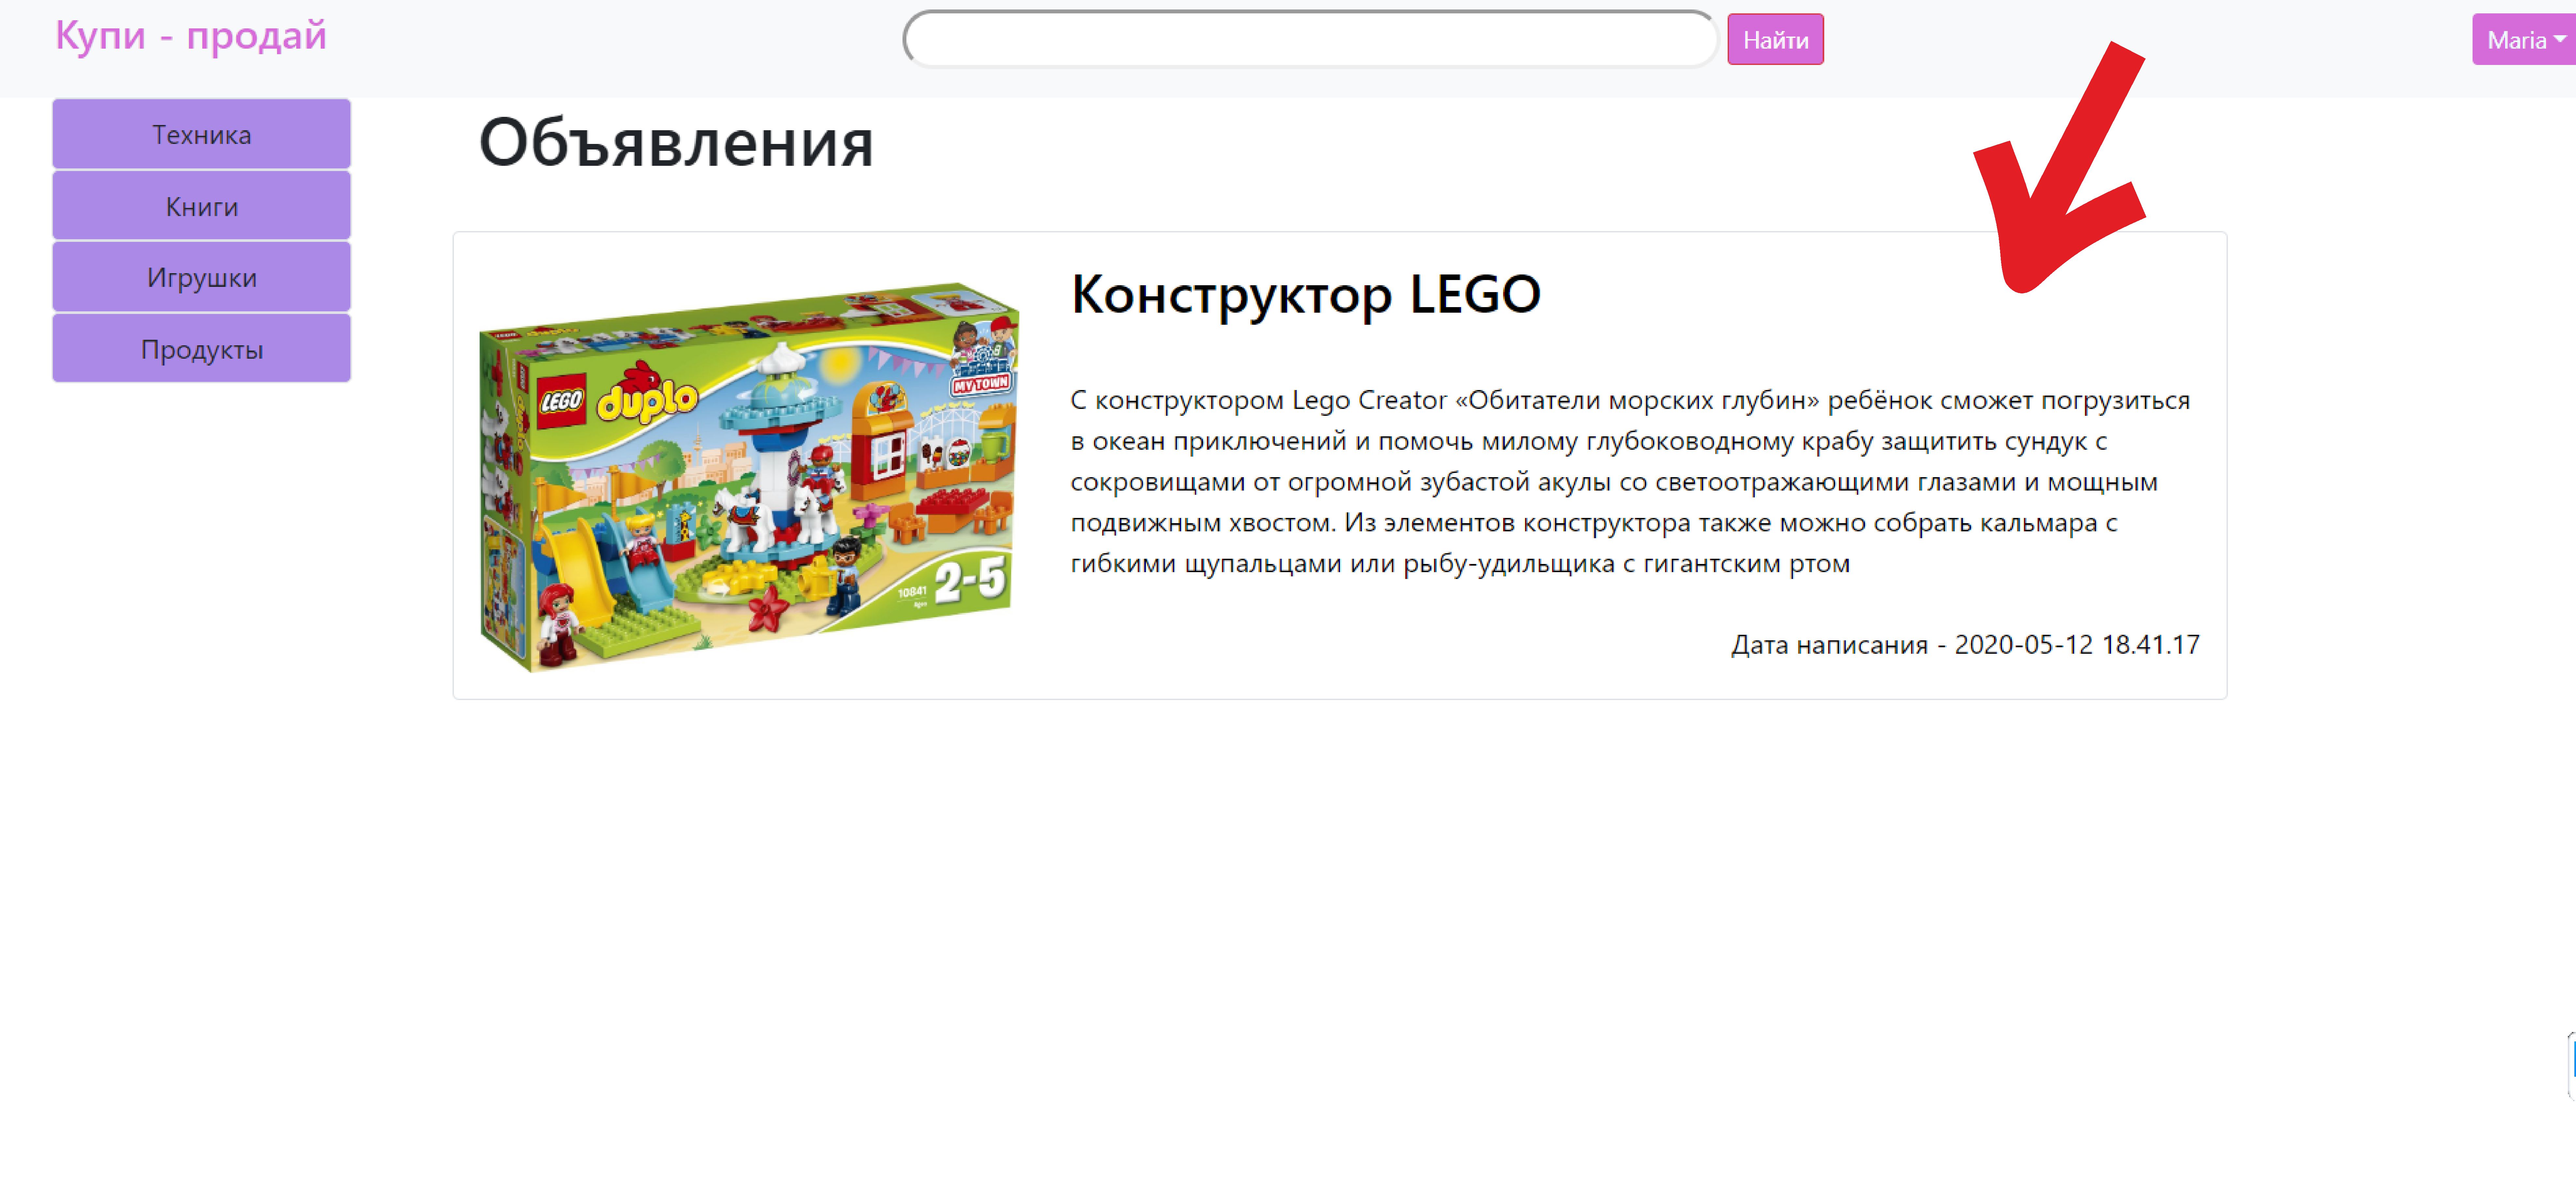 Купи - продай
Найти
Maria
Техника
Книги
Игрушки
Продукты
Объявления
Конструктор LEGO
LEGO duplo
MY TOWN
10841
2-5
С конструктором Lego Creator «Обитатели морских глубин» ребёнок сможет погрузиться
в океан приключений и помочь милому глубоководному крабу защитить сундук с
сокровищами от огромной зубастой акулы со светоотражающими глазами и мощным
подвижным хвостом. Из элементов конструктора также можно собрать кальмара с
гибкими щупальцами или рыбу-удильщика с гигантским ртом
Дата написания - 2020-05-12 18.41.17